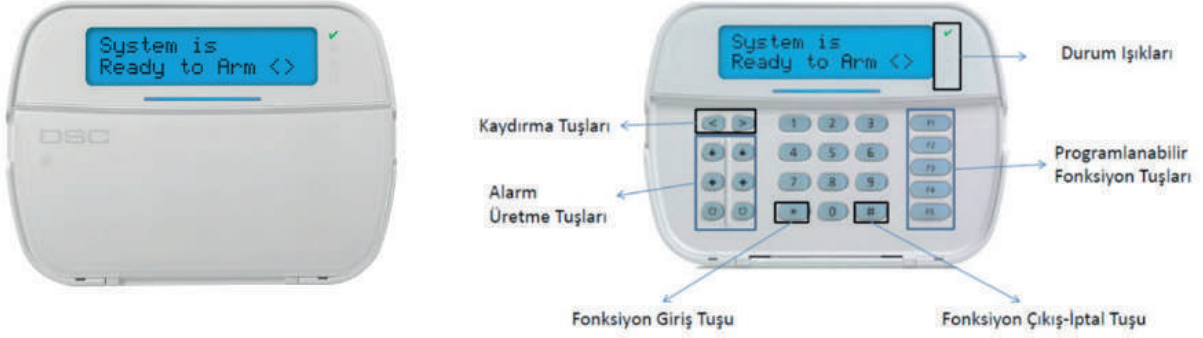 System is
Ready to Arm <>
DSC
System is
Ready to Arm <>
Durum Işıkları
Kaydırma Tuşları
< >
1 2 3
F1
4 5 6
F2
Programlanabilir
Fonksiyon Tuşları
F3
Alarm
Üretme Tuşları
7 8 9
F4
* 0 #
F5
Fonksiyon Giriş Tuşu
Fonksiyon Çıkış-İptal Tuşu